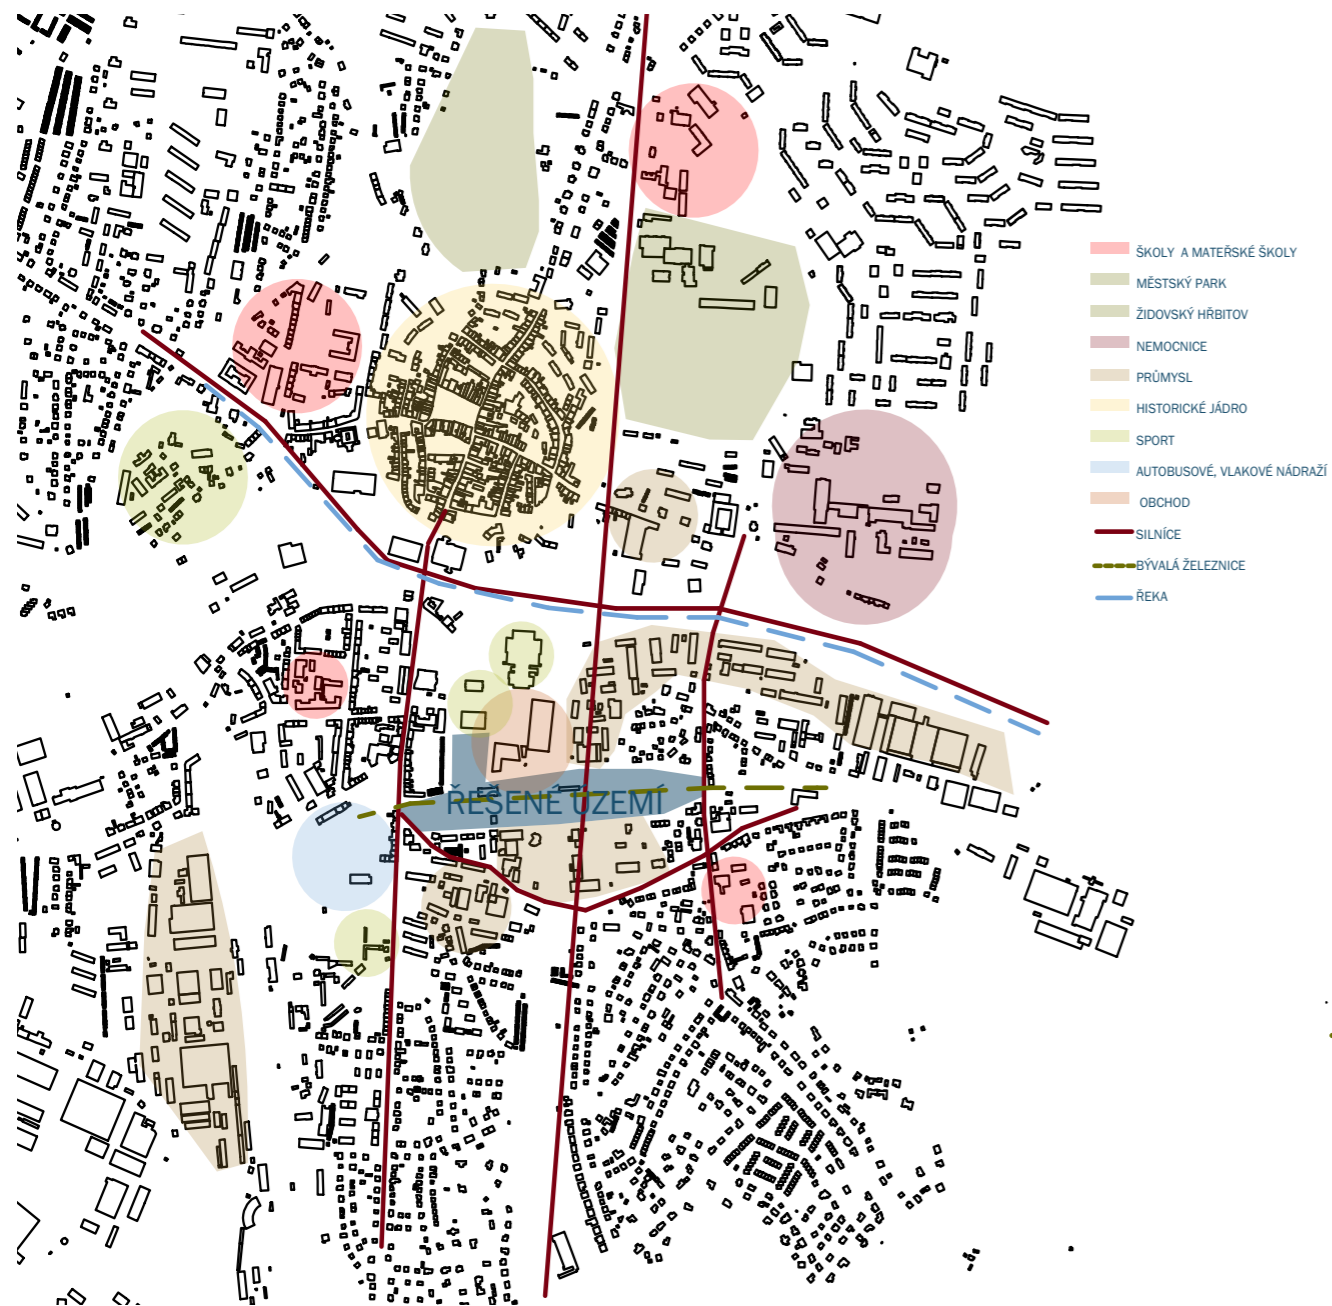 ŠKOLY A MATEŘSKÉ ŠKOLY
MĚSTSKÝ PARK
ŽIDOVSKÝ HŘBITOV
NEMOCNICE
PRŮMYSL
HISTORICKÉ JÁDRO
SPORT
AUTOBUSOVÉ, VLAKOVÉ NÁDRAŽÍ
OBCHOD
SILNÍCE
BÝVALÁ ŽELEZNICE
ŘEKA
ŘEŠENÉ ÚZEMÍ